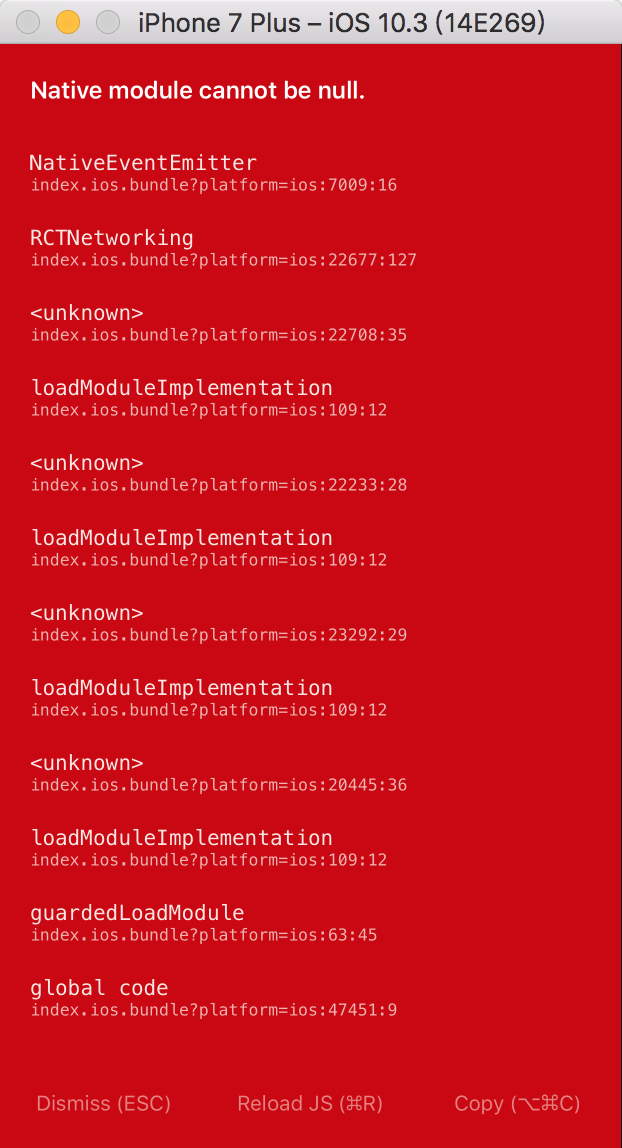 iPhone 7 Plus – iOS 10.3 (14E269)
Native module cannot be null.
NativeEventEmitter
index.ios.bundle?platform=ios:7009:16
RCTNetworking
index.ios.bundle?platform=ios:22677:127
<unknown>
index.ios.bundle?platform=ios:22708:35
loadModuleImplementation
index.ios.bundle?platform=ios:109:12
<unknown>
index.ios.bundle?platform=ios:22233:28
loadModuleImplementation
index.ios.bundle?platform=ios:109:12
<unknown>
index.ios.bundle?platform=ios:23292:29
loadModuleImplementation
index.ios.bundle?platform=ios:109:12
<unknown>
index.ios.bundle?platform=ios:20445:36
loadModuleImplementation
index.ios.bundle?platform=ios:109:12
guardedLoadModule
index.ios.bundle?platform=ios:63:45
global code
index.ios.bundle?platform=ios:47451:9
Dismiss (ESC) Reload JS (⌘R) Copy (⌥⌘C)